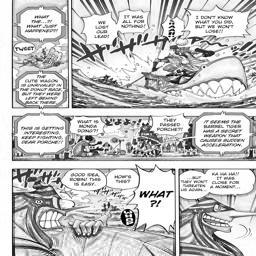 WHAT
THE...?!
WHAT
JUST
HAPPENED?!
TWEET
THE
CUTE WAGON
IS UNRIVALED IN
THE DONUT RACE,
BUT THEY WERE
LEFT BEHIND
BACK THERE.
WE
LOST
OUR
LEAD!
IT WAS
ALL FOR
NOTHING!
I DON'T KNOW
WHAT YOU DID,
BUT WE
WON'T
LOSE!!
THIS IS GETTING
INTERESTING.
KEEP FIGHTING,
DEAR PORCHE!!
WHAT IS
MONDA
DOING?!
THEY
PASSED
PORCHE!!
IT SEEMS THE
BARREL TIGER
HAS A SECRET
WEAPON THAT
CAUSES SUDDEN
ACCELERATION.
GOOD IDEA,
ROBIN! THIS
IS EASY.
HOW'S
THIS?
WHAT
?!
...BUT
THEY WON'T
THREATEN US
AGAIN...
KA HA HA!!
IT WAS
CLOSE FOR
A MOMENT...